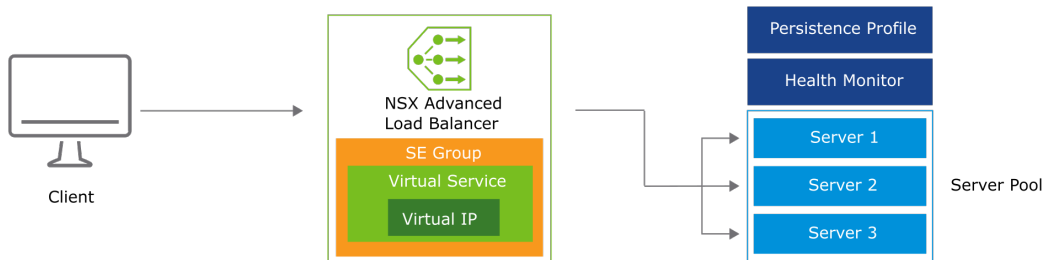 Client
NSX Advanced
Load Balancer
SE Group
Virtual Service
Virtual IP
Persistence Profile
Health Monitor
Server 1
Server 2
Server 3
Server Pool